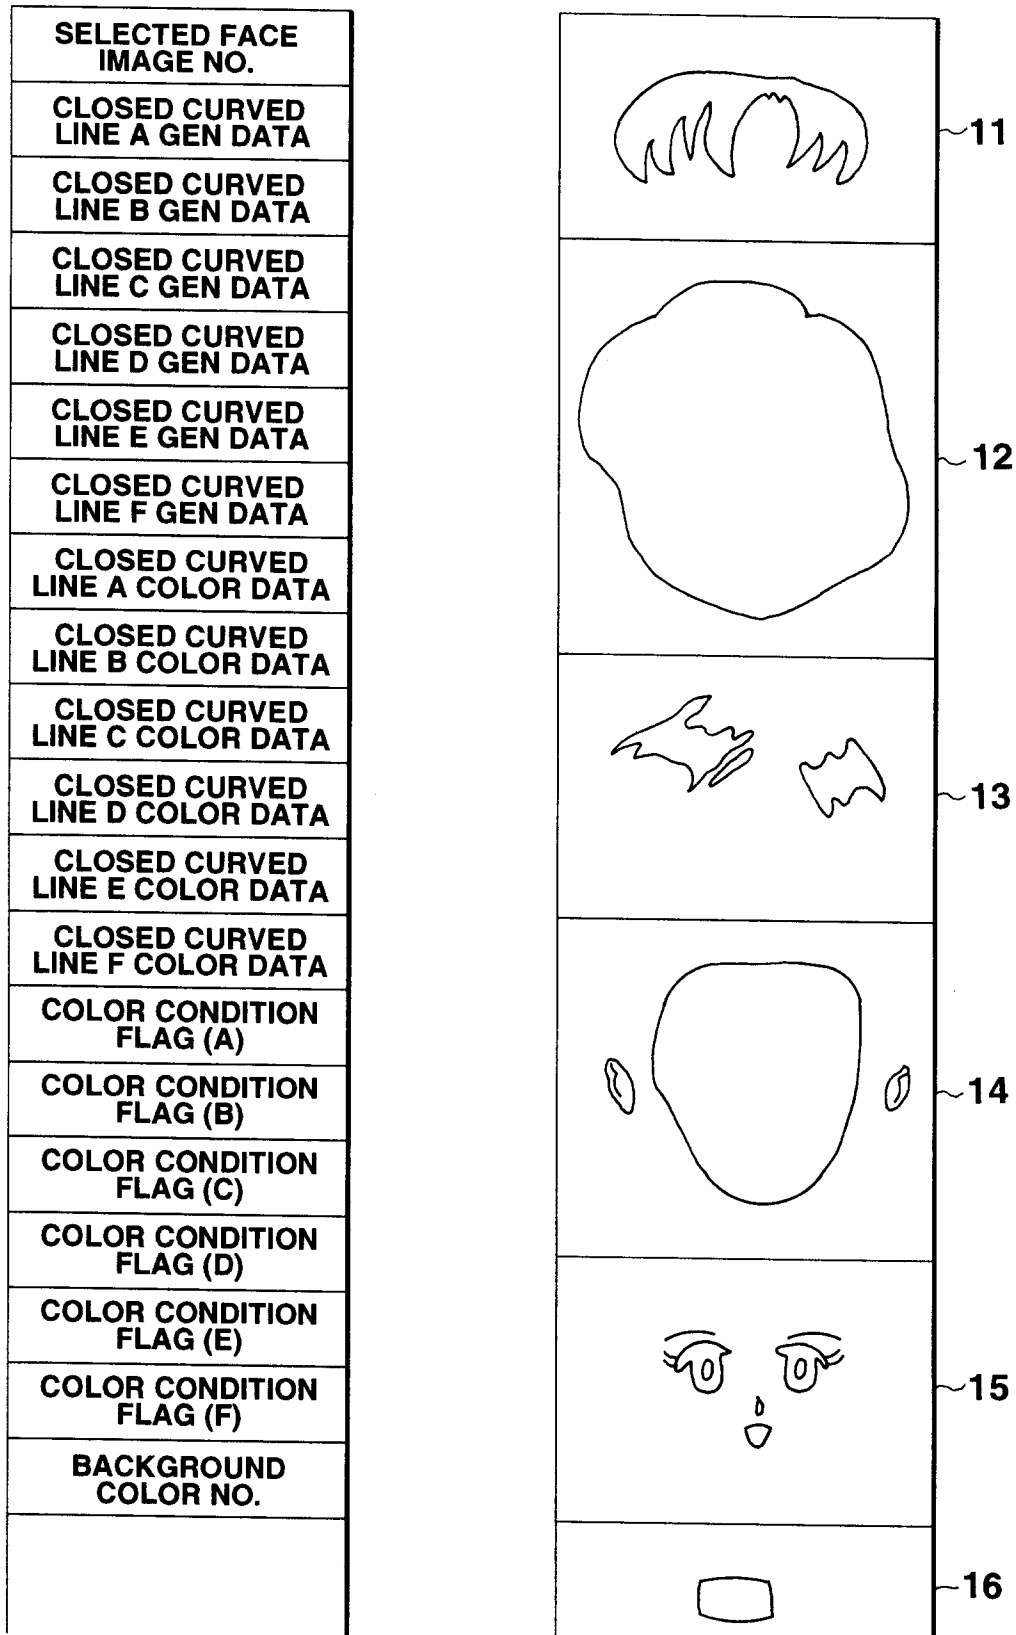 SELECTED FACE
IMAGE NO.
CLOSED CURVED
LINE A GEN DATA
CLOSED CURVED
LINE B GEN DATA
CLOSED CURVED
LINE C GEN DATA
CLOSED CURVED
LINE D GEN DATA
CLOSED CURVED
LINE E GEN DATA
CLOSED CURVED
LINE F GEN DATA
CLOSED CURVED
LINE A COLOR DATA
CLOSED CURVED
LINE B COLOR DATA
CLOSED CURVED
LINE C COLOR DATA
CLOSED CURVED
LINE D COLOR DATA
CLOSED CURVED
LINE E COLOR DATA
CLOSED CURVED
LINE F COLOR DATA
COLOR CONDITION
FLAG (A)
COLOR CONDITION
FLAG (B)
COLOR CONDITION
FLAG (C)
COLOR CONDITION
FLAG (D)
COLOR CONDITION
FLAG (E)
COLOR CONDITION
FLAG (F)
BACKGROUND
COLOR NO.
11
12
13
14
15
16